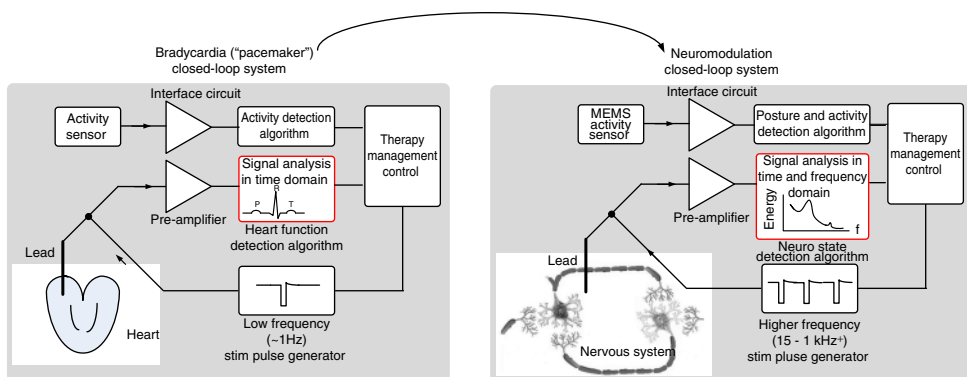 Bradycardia (“pacemaker”)
closed-loop system
Interface circuit
Activity
sensor
Activity detection
algorithm
Therapy
management
control
Signal analysis
in time domain
R
P
T
Pre-amplifier
Heart function
detection algorithm
Lead
Heart
Low frequency
(~1Hz)
stim pulse generator
Neuromodulation
closed-loop system
Interface circuit
MEMS
activity
sensor
Posture and activity
detection algorithm
Therapy
management
control
Signal analysis in
time and frequency
domain
Energy
f
Pre-amplifier
Neuro state
detection algorithm
Lead
Nervous system
Higher frequency
(15 - 1 kHz⁺)
stim pluse generator